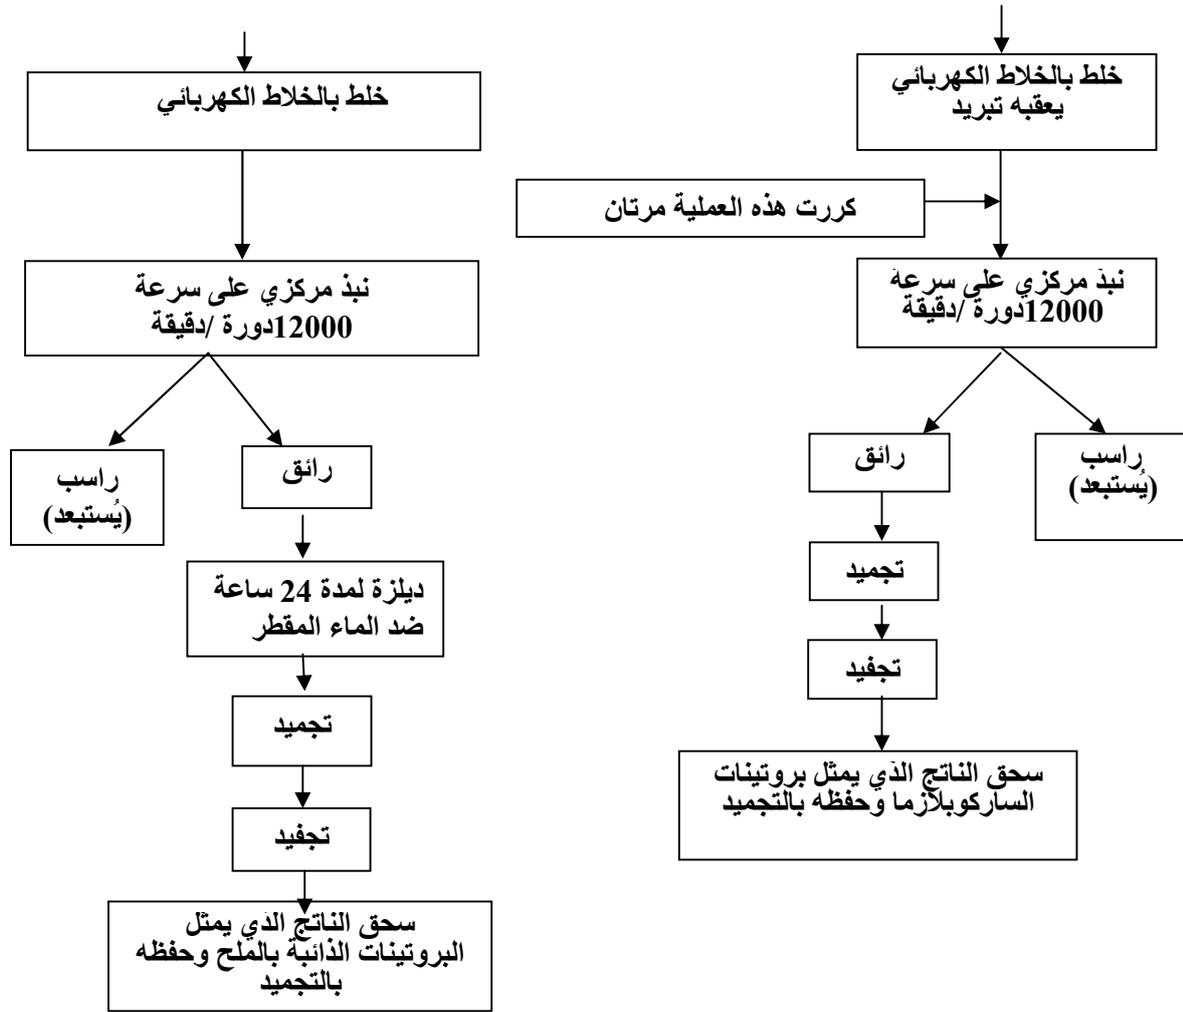 خلط بالخلاط الكهربائي
يعقبه تبريد
كررت هذه العملية مرتان
نبذ مركزي على سرعة
12000دورة /دقيقة
راسب
(يُستبعد)
رائق
تجميد
تجفيد
سحق الناتج الذي يمثل بروتينات
الساركوبلازما وحفظه بالتجميد
خلط بالخلاط الكهربائي
نبذ مركزي على سرعة
12000دورة /دقيقة
رائق
راسب
(يُستبعد)
ديلزة لمدة 24 ساعة
ضد الماء المقطر
تجميد
تجفيد
سحق الناتج الذي يمثل
البروتينات الذائبة بالملح وحفظه
بالتجميد